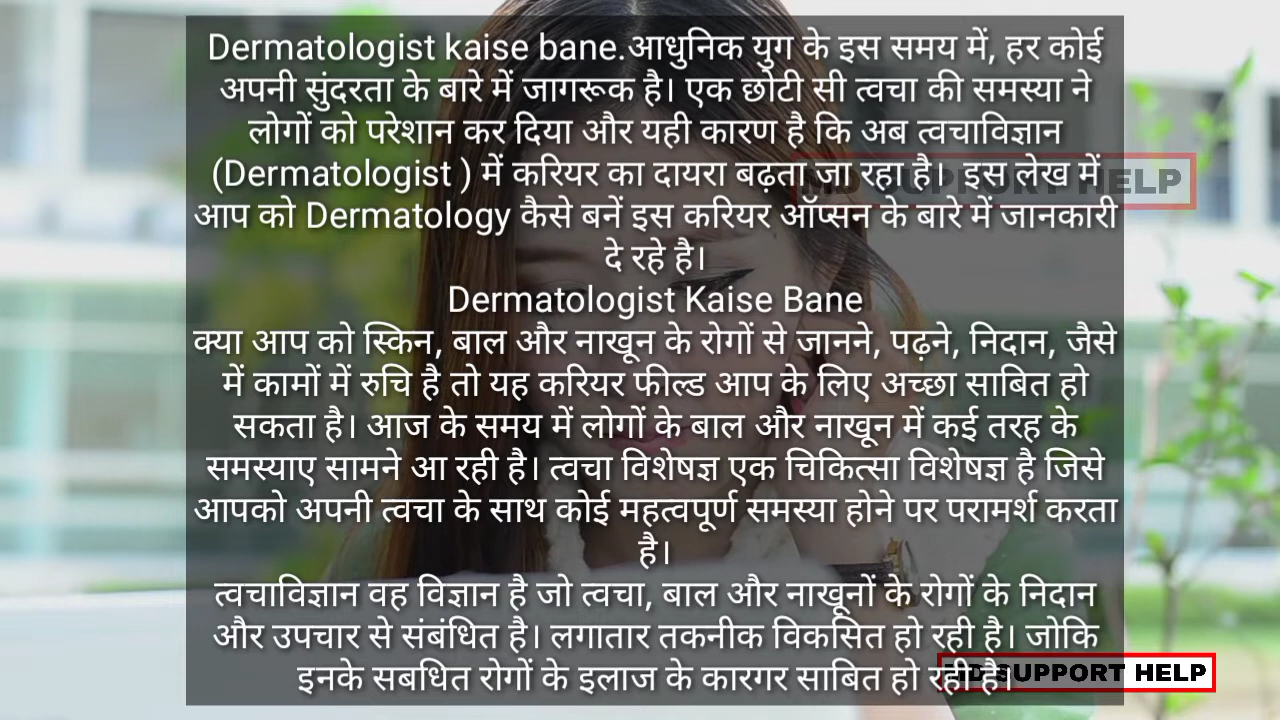 Dermatologist kaise bane.आधुनिक युग के इस समय में, हर कोई
अपनी सुंदरता के बारे में जागरूक है। एक छोटी सी त्वचा की समस्या ने
लोगों को परेशान कर दिया और यही कारण है कि अब त्वचाविज्ञान
(Dermatologist ) में करियर का दायरा बढ़ता जा रहा है।  इस लेख में
आप को Dermatology कैसे बनें इस करियर ऑप्सन के बारे में जानकारी
दे रहे है।
Dermatologist Kaise Bane
क्या आप को स्किन, बाल और नाखून के रोगों से जानने, पढ़ने, निदान, जैसे
में कामों में रुचि है तो यह करियर फील्ड आप के लिए अच्छा साबित हो
सकता है। आज के समय में लोगों के बाल और नाखून में कई तरह के
समस्याए सामने आ रही है। त्वचा विशेषज्ञ एक चिकित्सा विशेषज्ञ है जिसे
आपको अपनी त्वचा के साथ कोई महत्वपूर्ण समस्या होने पर परामर्श करता
है।
त्वचाविज्ञान वह विज्ञान है जो त्वचा, बाल और नाखूनों के रोगों के निदान
और उपचार से संबंधित है। लगातार तकनीक विकसित हो रही है। जोकि
इनके सबधित रोगों के इलाज के कारगर साबित हो रही है।
SUPPORT HELP
SUPPORT HELP